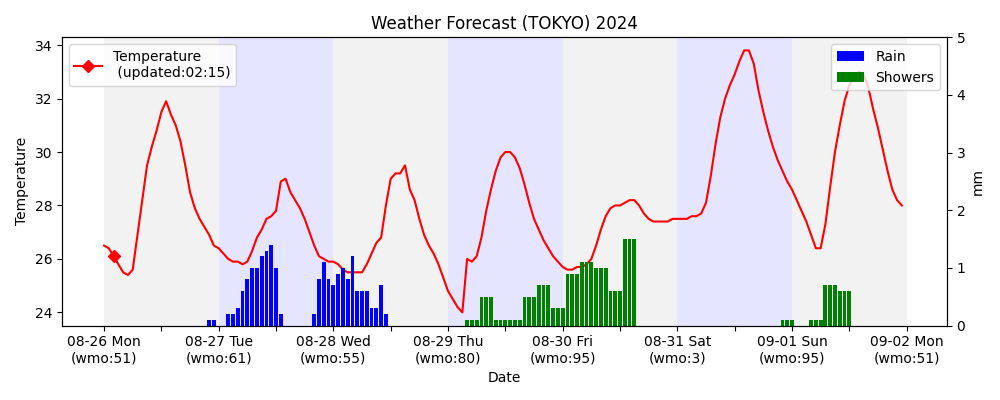 Weather Forecast (TOKYO) 2024
Temperature
(updated:02:15)
Rain
Showers
34
32
30
28
26
24
Temperature
5
4
3
2
1
0
mm
08-26 Mon
(wmo:51)
08-27 Tue
(wmo:61)
08-28 Wed
(wmo:55)
08-29 Thu
(wmo:80)
08-30 Fri
(wmo:95)
08-31 Sat
(wmo:3)
09-01 Sun
(wmo:95)
09-02 Mon
(wmo:51)
Date